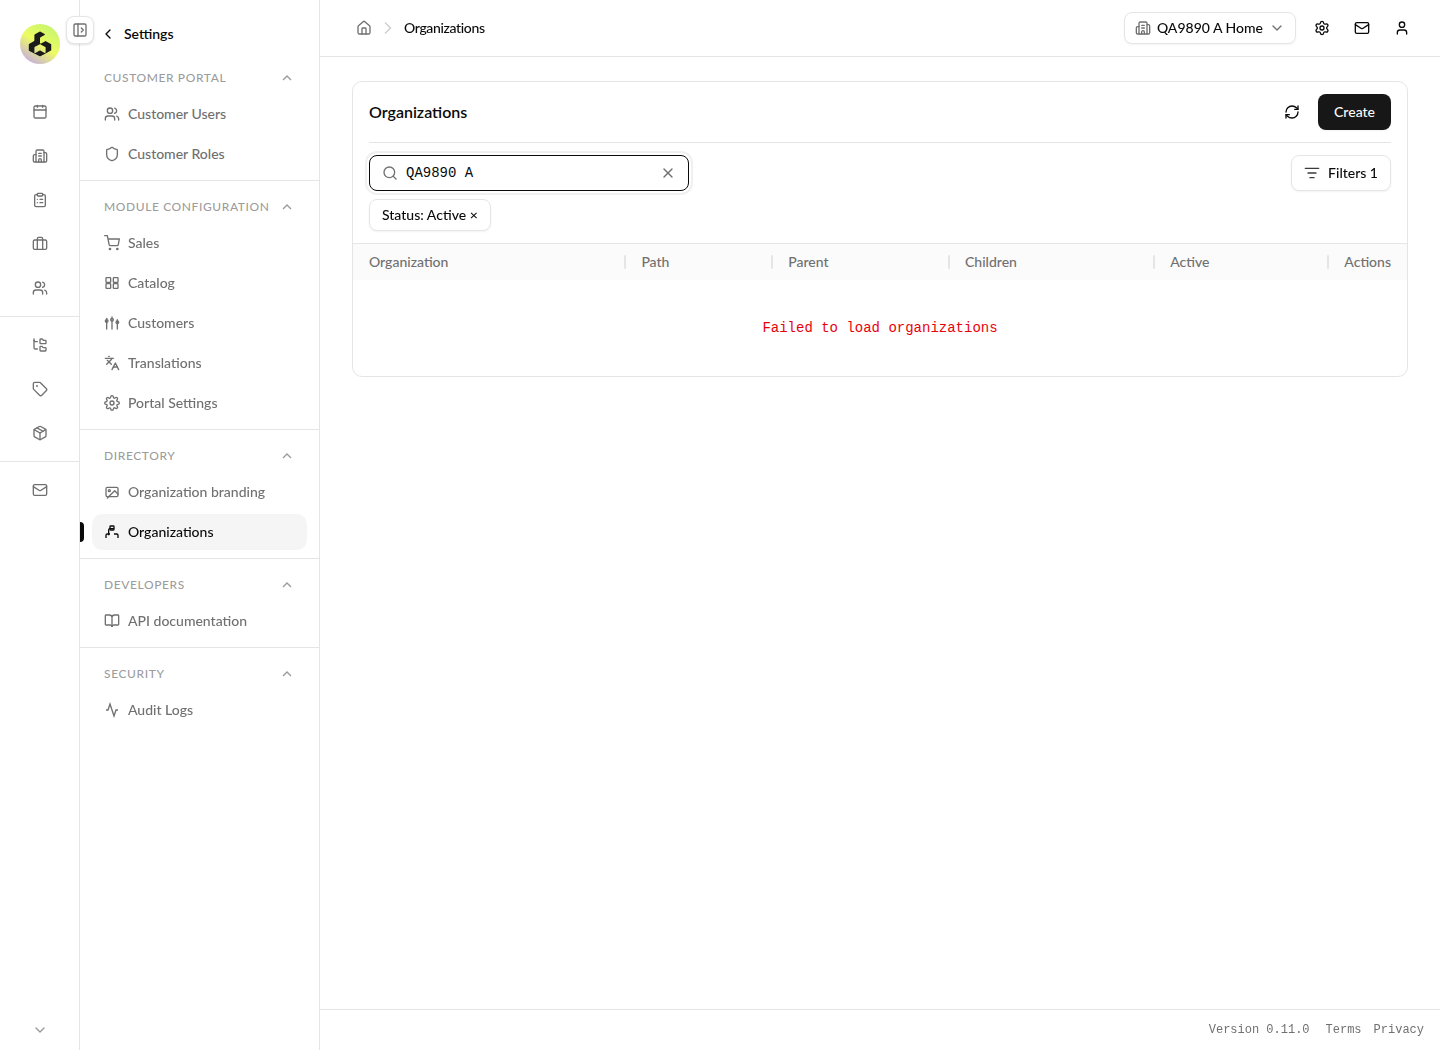 Settings
CUSTOMER PORTAL
Customer Users
Customer Roles
MODULE CONFIGURATION
Sales
Catalog
Customers
Translations
Portal Settings
DIRECTORY
Organization branding
Organizations
DEVELOPERS
API documentation
SECURITY
Audit Logs
Organizations
QA9890 A Home
Organizations
Create
QA9890 A
Filters 1
Status: Active ×
Organization Path Parent Children Active Actions
Failed to load organizations
Version 0.11.0 Terms Privacy